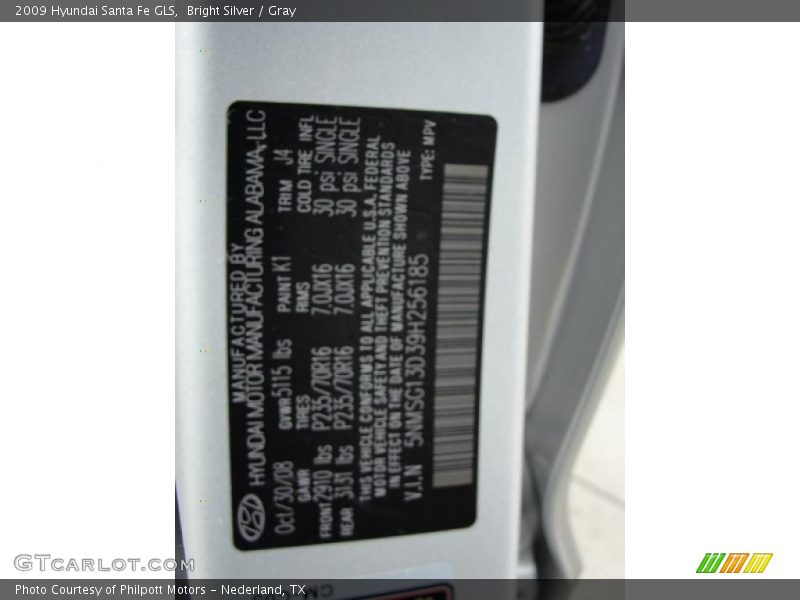 2009 Hyundai Santa Fe GLS, Bright Silver / Gray
MANUFACTURED BY
HYUNDAI MOTOR MANUFACTURING ALABAMA, LLC
Oct/30/08 GVWR 5115 lbs PAINT K1 TRIM J4
GAWR TIRES RIMS COLD TIRE INFL
FRONT 2910 lbs P235/70R16 7.0JX16 30 psi SINGLE
REAR 3131 lbs P235/70R16 7.0JX16 30 psi SINGLE
THIS VEHICLE CONFORMS TO ALL APPLICABLE U.S.A. FEDERAL
MOTOR VEHICLE SAFETY AND THEFT PREVENTION STANDARDS
IN EFFECT ON THE DATE OF MANUFACTURE SHOWN ABOVE
V.I.N 5NMSG13D39H256185 TYPE: MPV
GTcarlot.com
Photo Courtesy of Philpott Motors - Nederland, TX